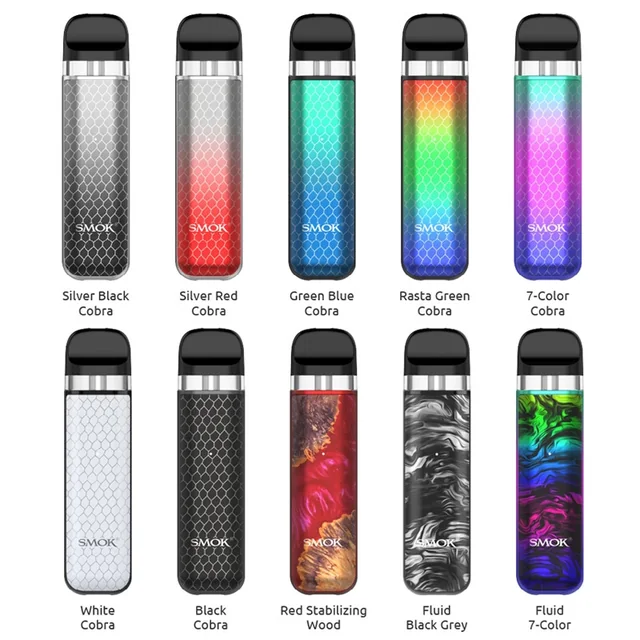 SMOK SMOK SMOK SMOK SMOK
Silver Black Silver Red Green Blue Rasta Green 7-Color
Cobra Cobra Cobra Cobra Cobra
SMOK SMOK SMOK SMOK SMOK
White Black Red Stabilizing Fluid Fluid
Cobra Cobra Wood Black Grey 7-Color